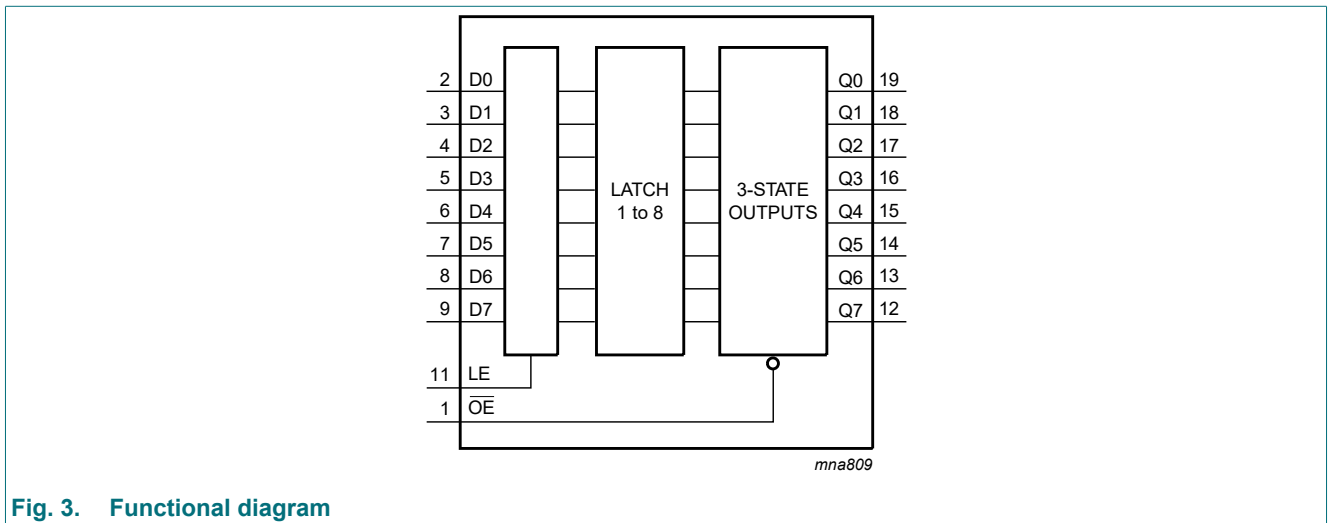 2 D0 Q0 19
3 D1 Q1 18
4 D2 Q2 17
5 D3 Q3 16
LATCH
1 to 8
3-STATE
OUTPUTS
6 D4 Q4 15
7 D5 Q5 14
8 D6 Q6 13
9 D7 Q7 12
11 LE
1 O̅E̅
mna809
Fig. 3. Functional diagram